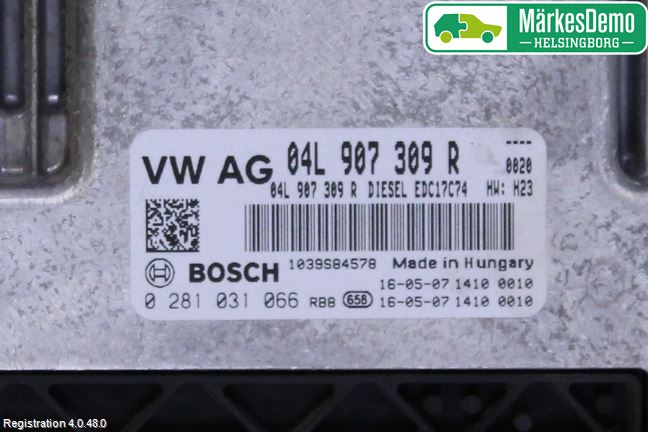 MärkesDemo
HELSINGBORG
VW AG 04L 907 309 R ----
0020
04L 907 309 R DIESEL EDC17C74 HW: H23
BOSCH 1039S84578 Made in Hungary
16-05-07 1410 0010
0 281 031 066 RB8 658 16-05-07 1410 0010
Registration 4.0.48.0